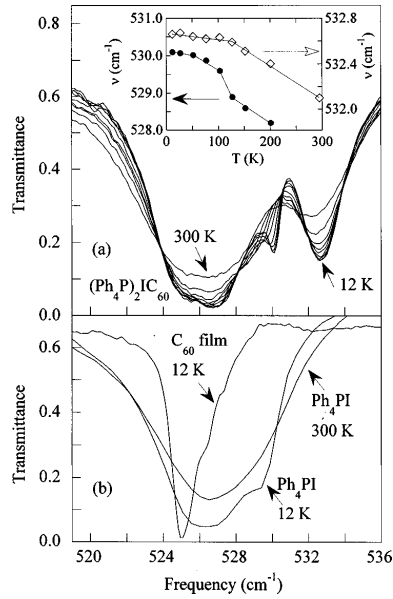 531.0
530.0
529.0
528.0
ν (cm⁻¹)
532.8
532.4
532.0
ν (cm⁻¹)
0 50 100 150 200 250 300
T (K)
0.8
0.6
0.4
0.2
0.0
Transmittance
300 K
12 K
(a)
(Ph₄P)₂IC₆₀
0.6
0.4
0.2
0.0
Transmittance
C₆₀ film
12 K
Ph₄PI
300 K
Ph₄PI
12 K
(b)
520 524 528 532 536
Frequency (cm⁻¹)